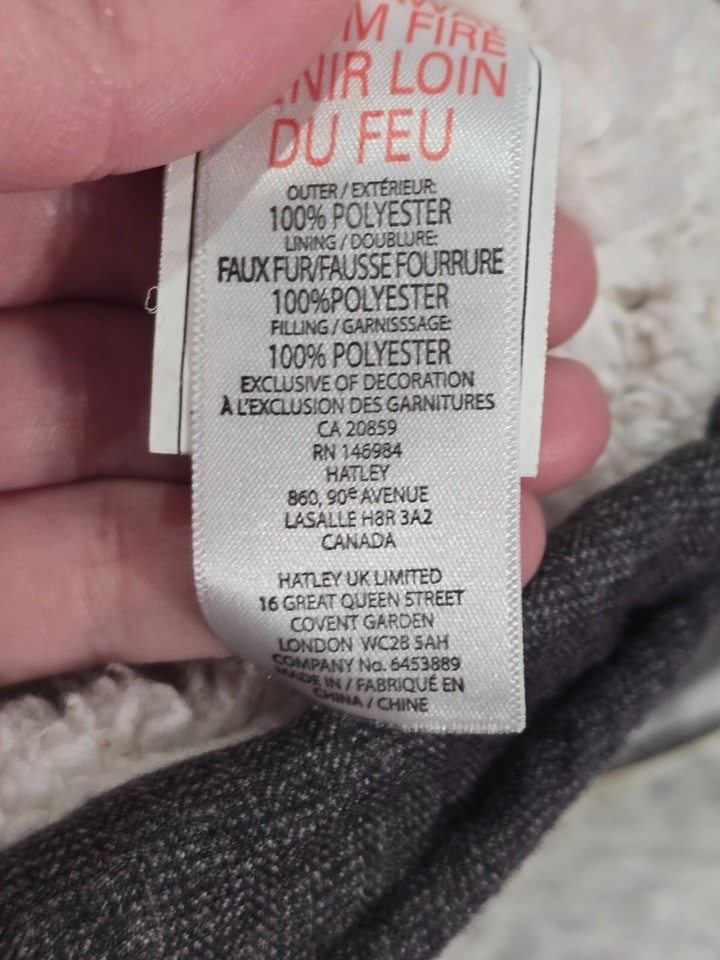 FIRE
LOIN
DU FEU
OUTER / EXTÉRIEUR:
100% POLYESTER
LINING / DOUBLURE:
FAUX FUR/FAUSSE FOURRURE
100%POLYESTER
FILLING / GARNISSSAGE:
100% POLYESTER
EXCLUSIVE OF DECORATION
À L'EXCLUSION DES GARNITURES
CA 20859
RN 146984
HATLEY
860, 90e AVENUE
LASALLE H8R 3A2
CANADA
HATLEY UK LIMITED
16 GREAT QUEEN STREET
COVENT GARDEN
LONDON WC2B 5AH
COMPANY No. 6453889
MADE IN / FABRIQUÉ EN
CHINA / CHINE